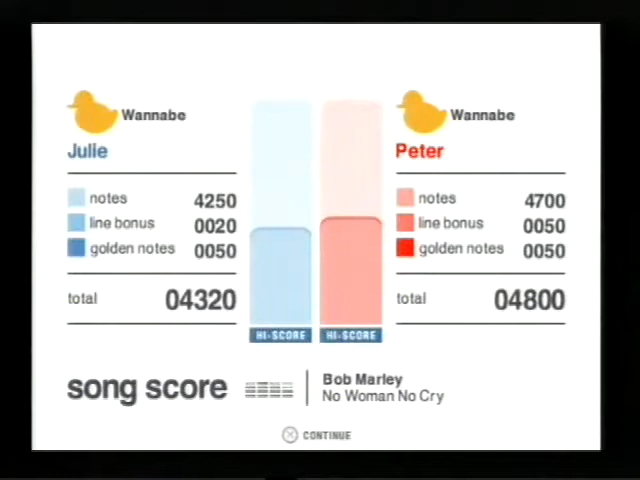 Wannabe
Julie
notes 4250
line bonus 0020
golden notes 0050
total 04320
HI-SCORE
HI-SCORE
Wannabe
Peter
notes 4700
line bonus 0050
golden notes 0050
total 04800
song score
Bob Marley
No Woman No Cry
CONTINUE